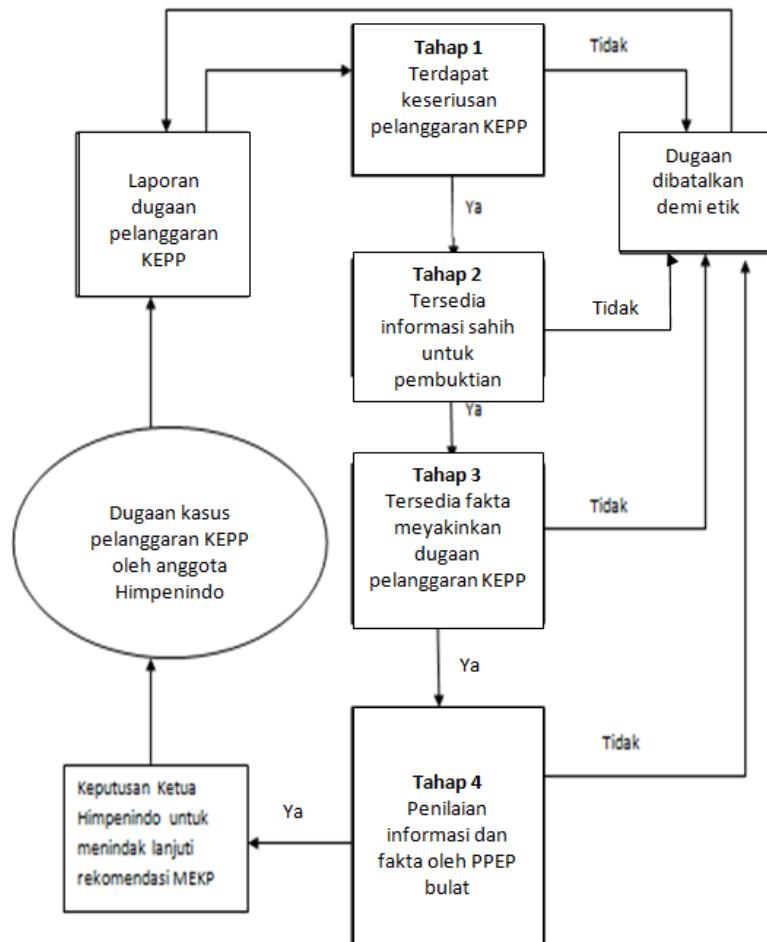 Tahap 1
Terdapat
keseriusan
pelanggaran KEPP
Tidak
Laporan
dugaan
pelanggaran
KEPP
Dugaan
dibatalkan
demi etik
Ya
Tahap 2
Tersedia
informasi sahih
untuk
pembuktian
Tidak
Ya
Tahap 3
Tersedia fakta
meyakinkan
dugaan
pelanggaran KEPP
Tidak
Dugaan kasus
pelanggaran KEPP
oleh anggota
Himpenindo
Ya
Tahap 4
Penilaian
informasi dan
fakta oleh PPEP
bulat
Tidak
Ya
Keputusan Ketua
Himpenindo untuk
menindak lanjuti
rekomendasi MEKP